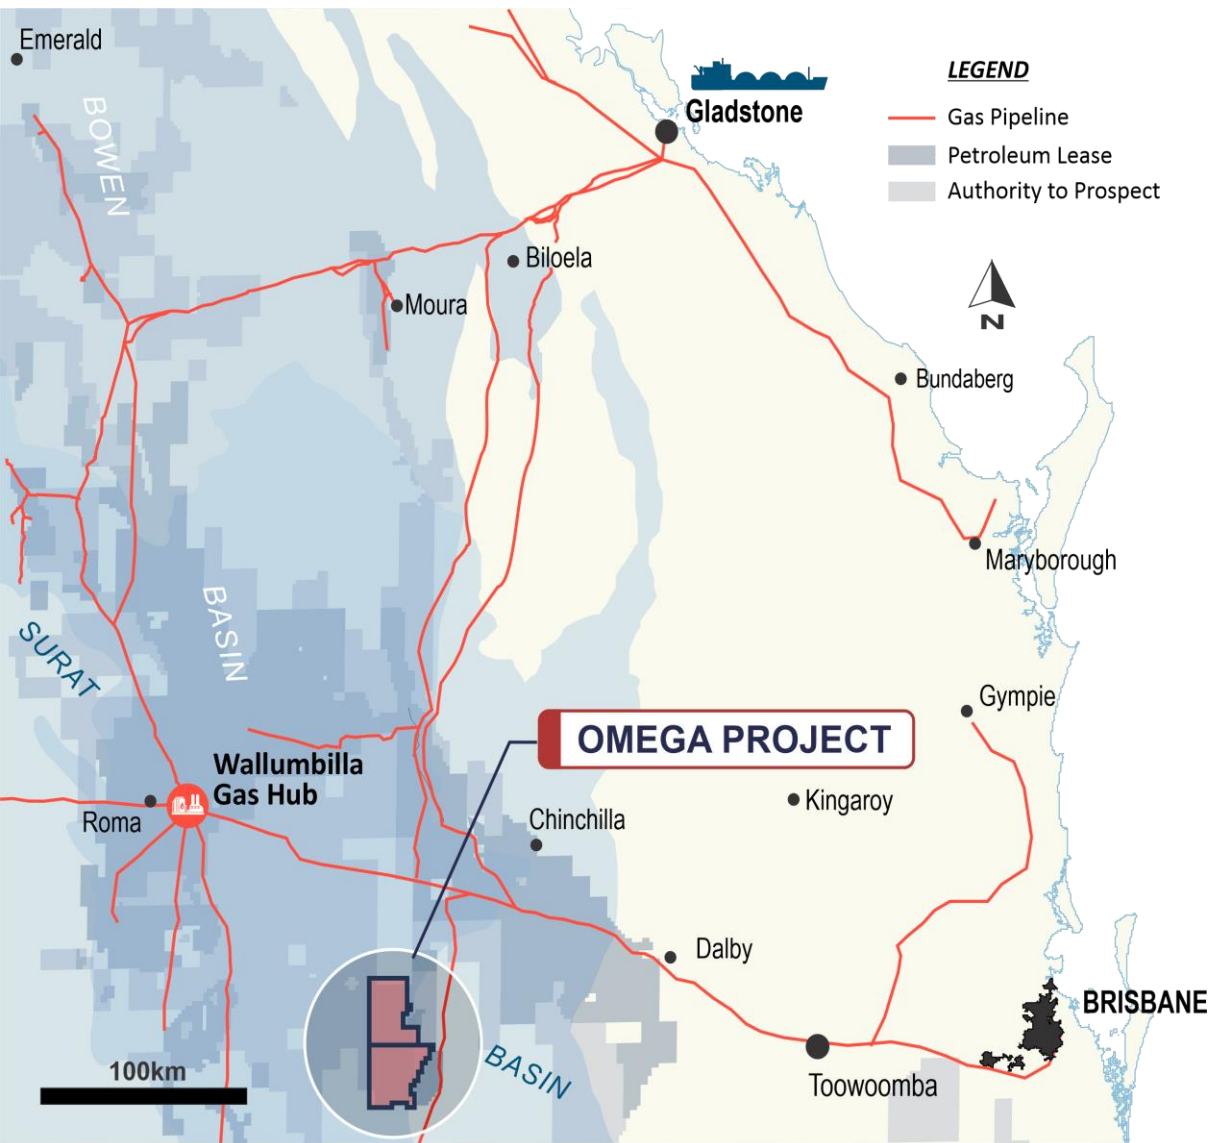 Emerald
BOWEN
Gladstone
LEGEND
Gas Pipeline
Petroleum Lease
Authority to Prospect
Biloela
Moura
N
Bundaberg
Maryborough
BASIN
SURAT
Gympie
OMEGA PROJECT
Wallumbilla
Gas Hub
Roma
Chinchilla
Kingaroy
Dalby
BRISBANE
BASIN
100km
Toowoomba